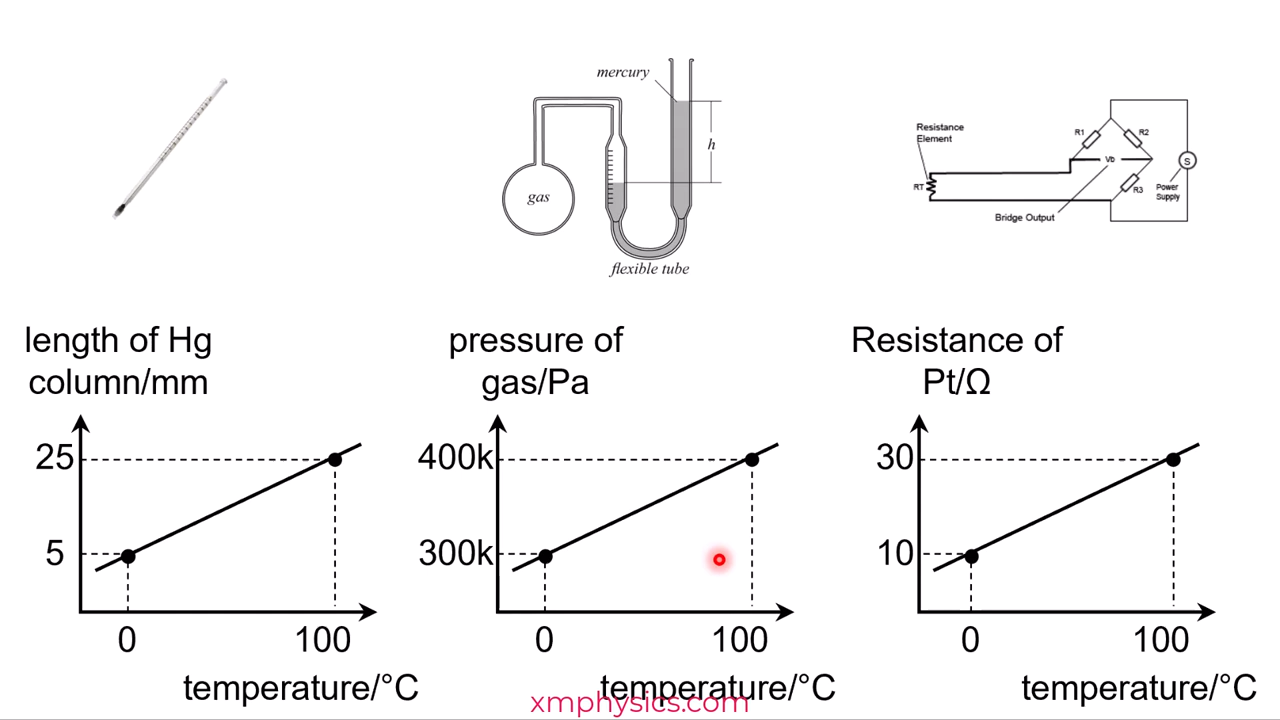 mercury
h
gas
flexible tube
Resistance
Element
RT
R1
R2
Vb
R3
S
Power
Supply
Bridge Output
length of Hg
column/mm
25
5
0
100
temperature/°C
pressure of
gas/Pa
400k
300k
0
100
temperature/°C
Resistance of
Pt/Ω
30
10
0
100
temperature/°C
xmphysics.com